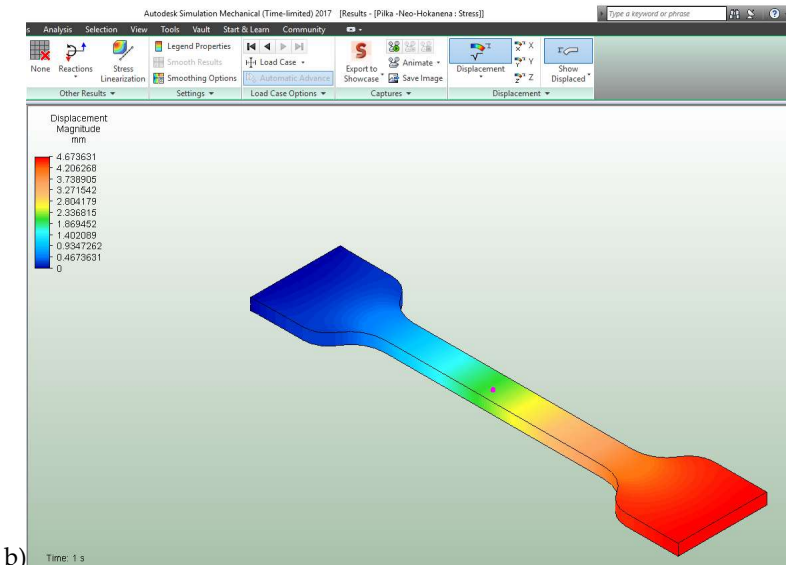 Autodesk Simulation Mechanical (Time-limited) 2017 [Results - [Pilka -Neo-Hokanena : Stress]]
Type a keyword or phrase
s Analysis Selection View Tools Vault Start & Learn Community
None Reactions Stress Linearization
Legend Properties
Smooth Results
Smoothing Options
Load Case
Automatic Advance
Export to Showcase
Animate
Save Image
Displacement
X
Y
Z
Show Displaced
Other Results Settings Load Case Options Captures Displacement
Displacement
Magnitude
mm
4.673631
4.206268
3.738905
3.271542
2.804179
2.336815
1.869452
1.402089
0.9347262
0.4673631
0
b)
Time: 1 s